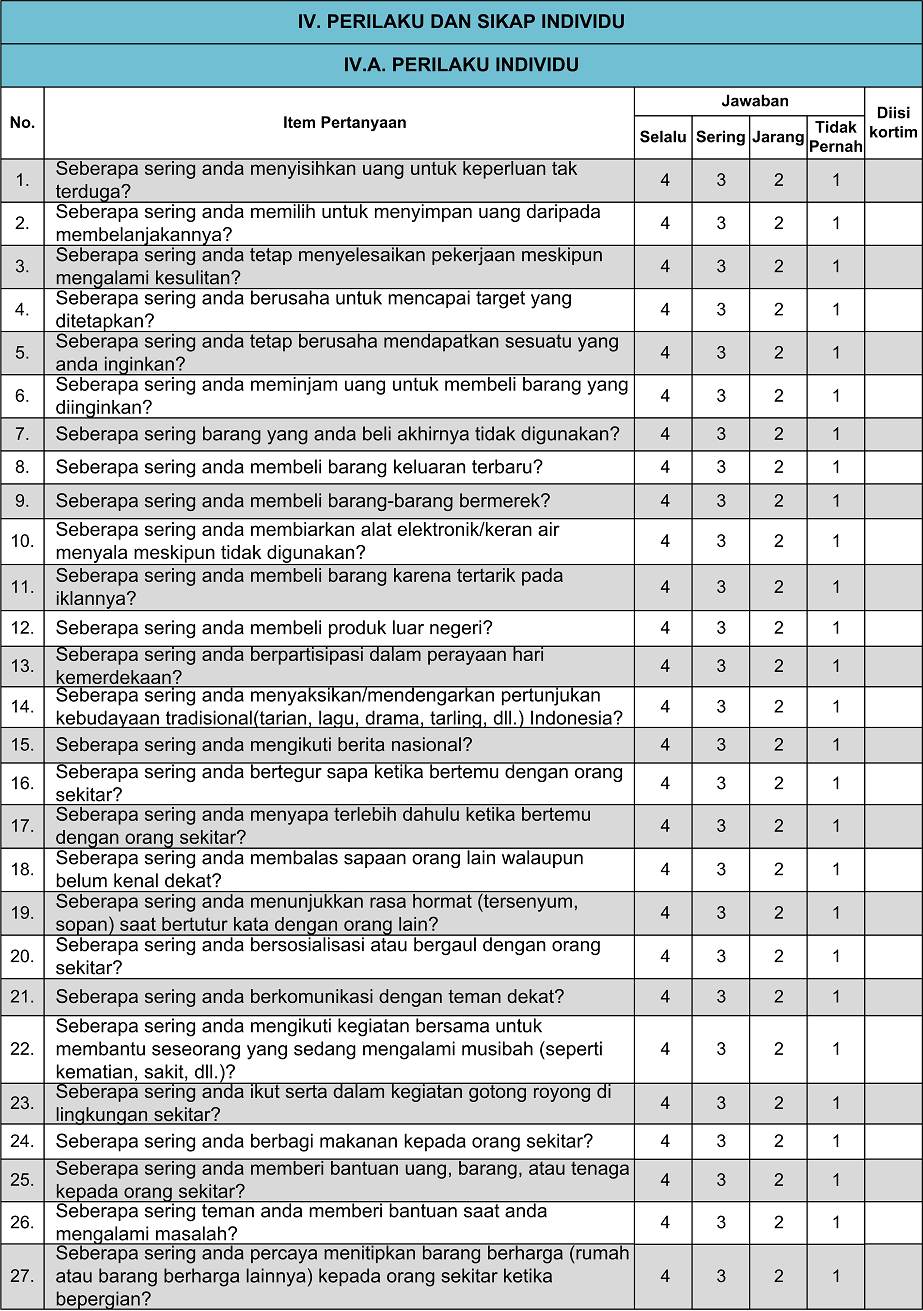 IV. PERILAKU DAN SIKAP INDIVIDU
IV.A. PERILAKU INDIVIDU
No.
Item Pertanyaan
Jawaban
Diisi
kortim
Selalu
Sering
Jarang
Tidak
Pernah
1.
Seberapa sering anda menyisihkan uang untuk keperluan tak
terduga?
4 3 2 1
2.
Seberapa sering anda memilih untuk menyimpan uang daripada
membelanjakannya?
4 3 2 1
3.
Seberapa sering anda tetap menyelesaikan pekerjaan meskipun
mengalami kesulitan?
4 3 2 1
4.
Seberapa sering anda berusaha untuk mencapai target yang
ditetapkan?
4 3 2 1
5.
Seberapa sering anda tetap berusaha mendapatkan sesuatu yang
anda inginkan?
4 3 2 1
6.
Seberapa sering anda meminjam uang untuk membeli barang yang
diinginkan?
4 3 2 1
7. Seberapa sering barang yang anda beli akhirnya tidak digunakan? 4 3 2 1
8. Seberapa sering anda membeli barang keluaran terbaru? 4 3 2 1
9. Seberapa sering anda membeli barang-barang bermerek? 4 3 2 1
10.
Seberapa sering anda membiarkan alat elektronik/keran air
menyala meskipun tidak digunakan?
4 3 2 1
11.
Seberapa sering anda membeli barang karena tertarik pada
iklannya?
4 3 2 1
12. Seberapa sering anda membeli produk luar negeri? 4 3 2 1
13.
Seberapa sering anda berpartisipasi dalam perayaan hari
kemerdekaan?
4 3 2 1
14.
Seberapa sering anda menyaksikan/mendengarkan pertunjukan
kebudayaan tradisional(tarian, lagu, drama, tarling, dll.) Indonesia?
4 3 2 1
15. Seberapa sering anda mengikuti berita nasional? 4 3 2 1
16.
Seberapa sering anda bertegur sapa ketika bertemu dengan orang
sekitar?
4 3 2 1
17.
Seberapa sering anda menyapa terlebih dahulu ketika bertemu
dengan orang sekitar?
4 3 2 1
18.
Seberapa sering anda membalas sapaan orang lain walaupun
belum kenal dekat?
4 3 2 1
19.
Seberapa sering anda menunjukkan rasa hormat (tersenyum,
sopan) saat bertutur kata dengan orang lain?
4 3 2 1
20.
Seberapa sering anda bersosialisasi atau bergaul dengan orang
sekitar?
4 3 2 1
21. Seberapa sering anda berkomunikasi dengan teman dekat? 4 3 2 1
22.
Seberapa sering anda mengikuti kegiatan bersama untuk
membantu seseorang yang sedang mengalami musibah (seperti
kematian, sakit, dll.)?
4 3 2 1
23.
Seberapa sering anda ikut serta dalam kegiatan gotong royong di
lingkungan sekitar?
4 3 2 1
24. Seberapa sering anda berbagi makanan kepada orang sekitar? 4 3 2 1
25.
Seberapa sering anda memberi bantuan uang, barang, atau tenaga
kepada orang sekitar?
4 3 2 1
26.
Seberapa sering teman anda memberi bantuan saat anda
mengalami masalah?
4 3 2 1
27.
Seberapa sering anda percaya menitipkan barang berharga (rumah
atau barang berharga lainnya) kepada orang sekitar ketika
bepergian?
4 3 2 1